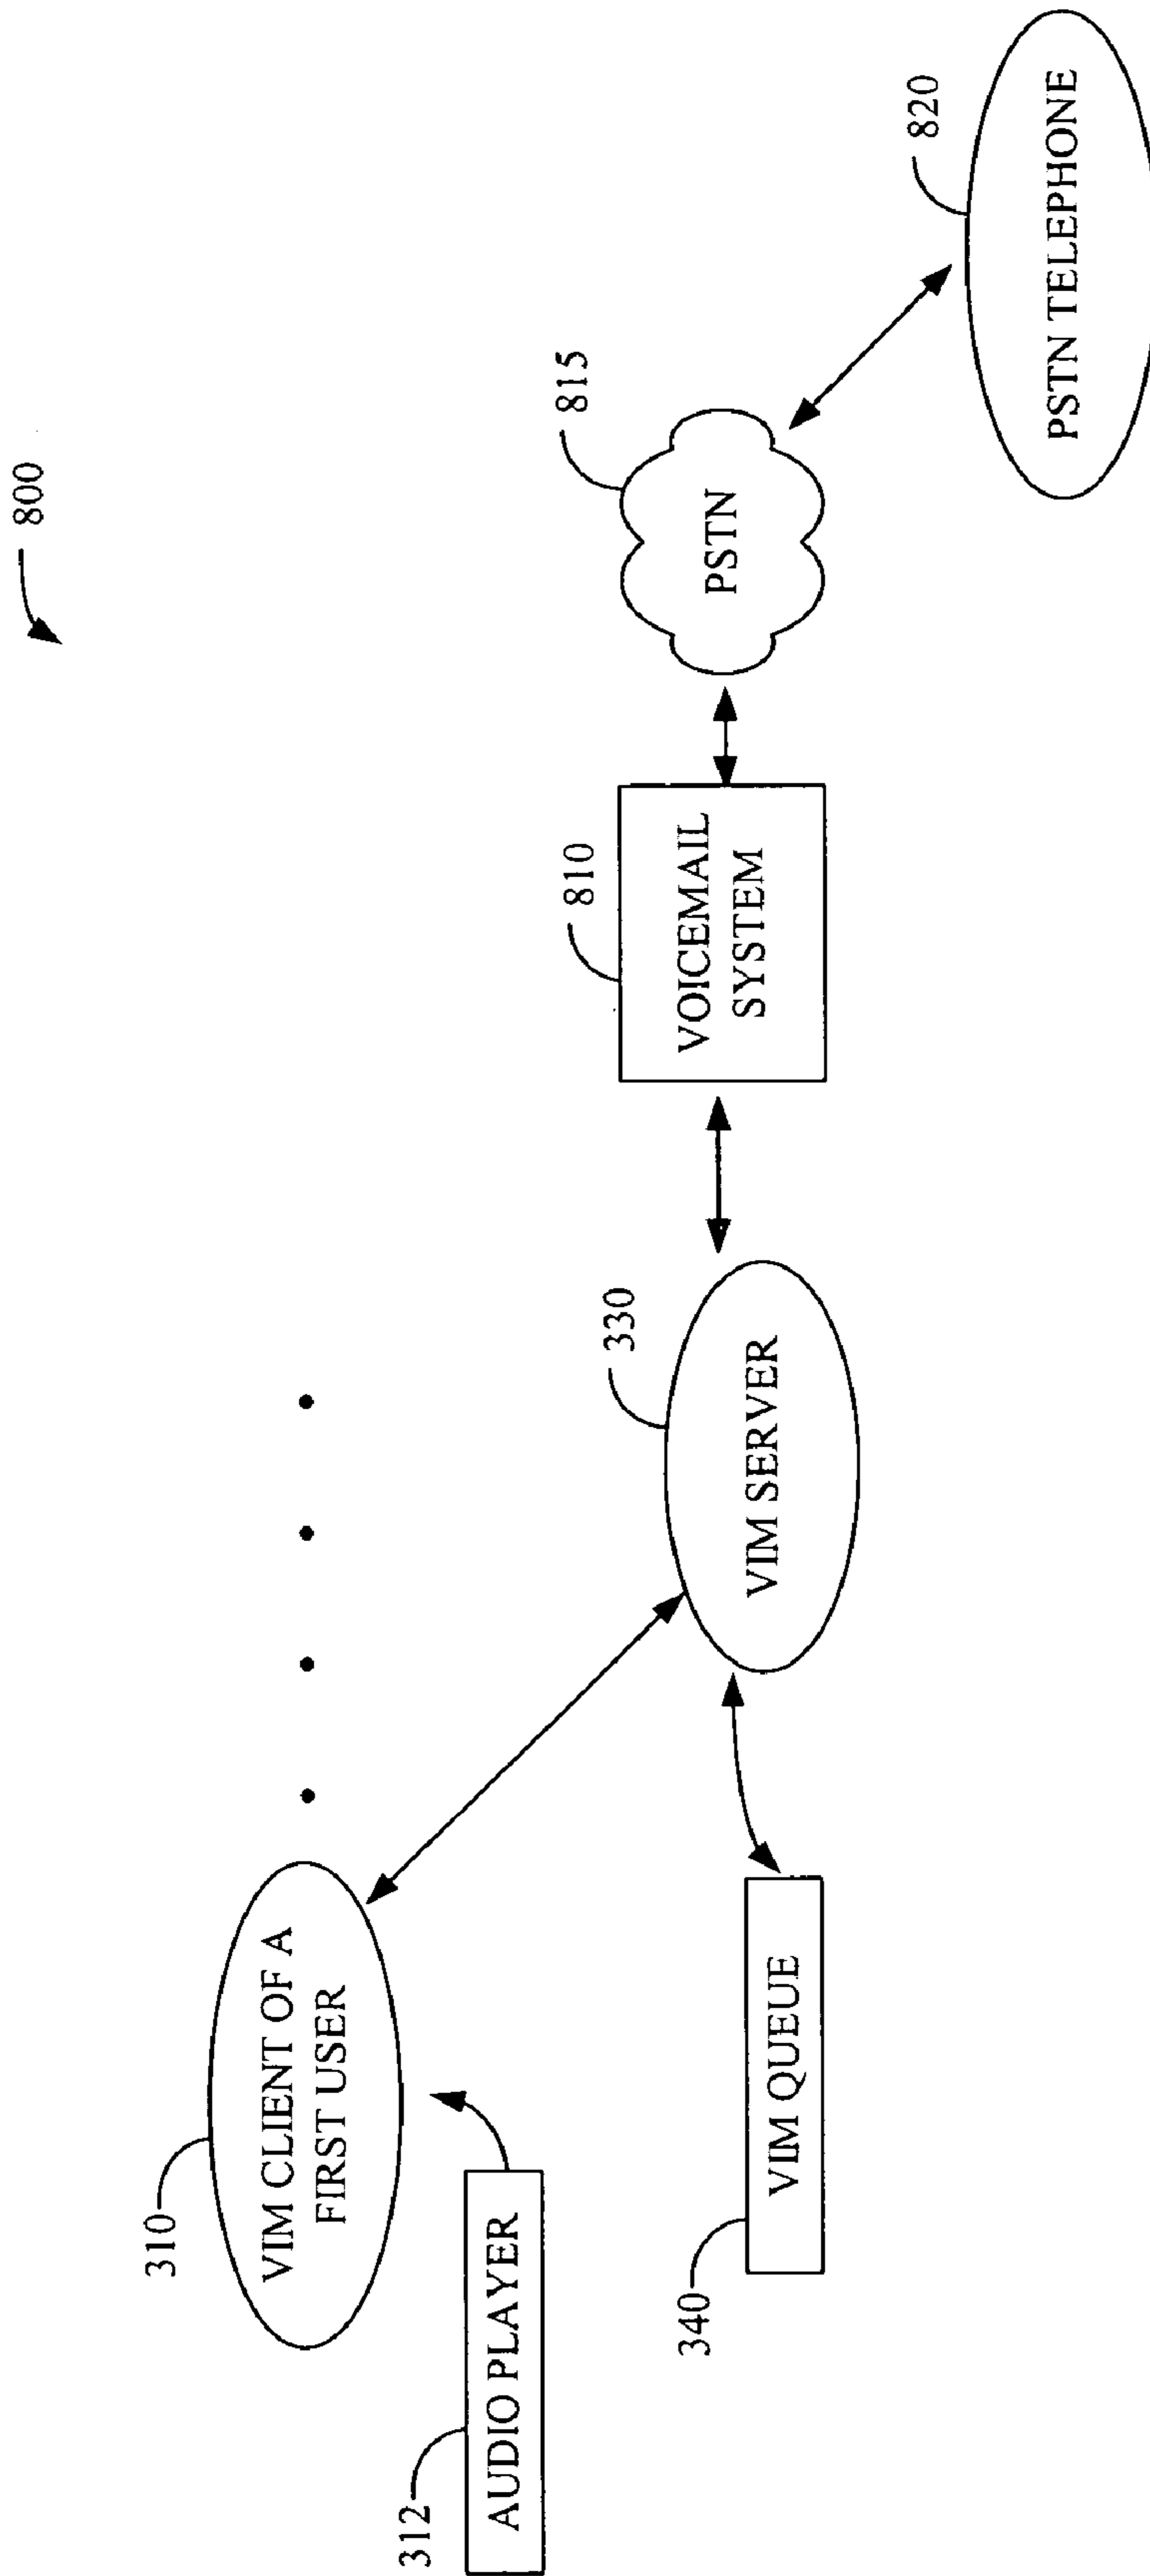 800
310
VIM CLIENT OF A
FIRST USER
312
AUDIO PLAYER
340
VIM QUEUE
330
VIM SERVER
810
VOICEMAIL
SYSTEM
815
PSTN
820
PSTN TELEPHONE